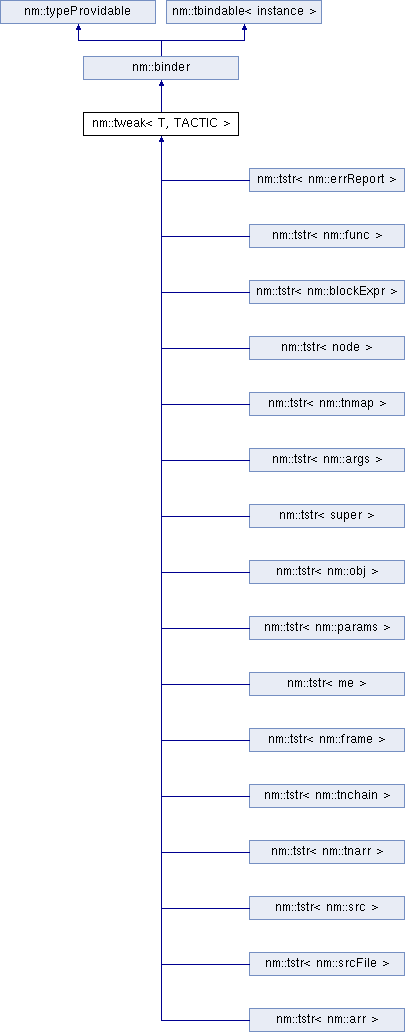 nm::typeProvidable
nm::tbindable< instance >
nm::binder
nm::tweak< T, TACTIC >
nm::tstr< nm::errReport >
nm::tstr< nm::func >
nm::tstr< nm::blockExpr >
nm::tstr< node >
nm::tstr< nm::tnmap >
nm::tstr< nm::args >
nm::tstr< super >
nm::tstr< nm::obj >
nm::tstr< nm::params >
nm::tstr< me >
nm::tstr< nm::frame >
nm::tstr< nm::tnchain >
nm::tstr< nm::tnarr >
nm::tstr< nm::src >
nm::tstr< nm::srcFile >
nm::tstr< nm::arr >